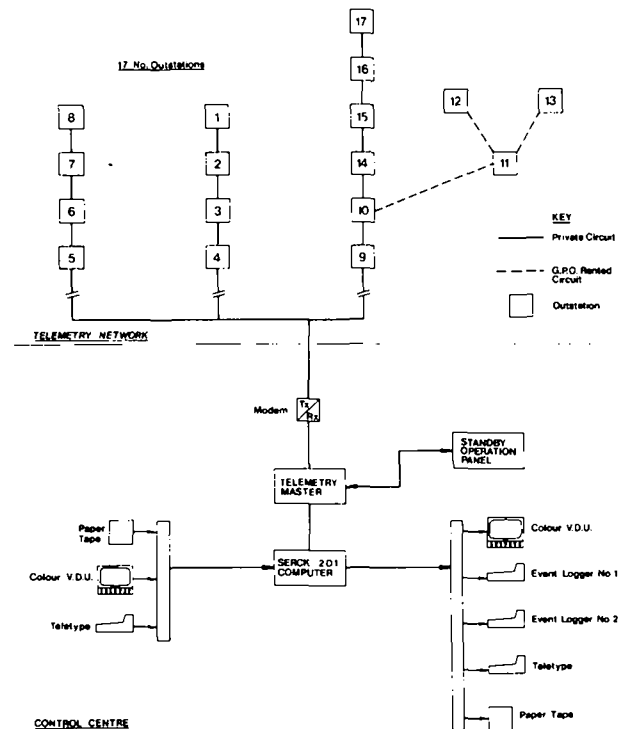 17
17 No. Outstations
16
12
13
8
1
15
7
2
14
11
6
3
10
KEY
Private Circuit
5
4
9
G.P.O. Rented
Circuit
Outstation
TELEMETRY NETWORK
Modem
Tx
Rx
STANDBY
OPERATION
PANEL
TELEMETRY
MASTER
Paper
Tape
Colour V.D.U.
SERCK 201
COMPUTER
Colour V.D.U.
Event Logger No 1
Teletype
Event Logger No 2
Teletype
Paper Tape
CONTROL CENTRE